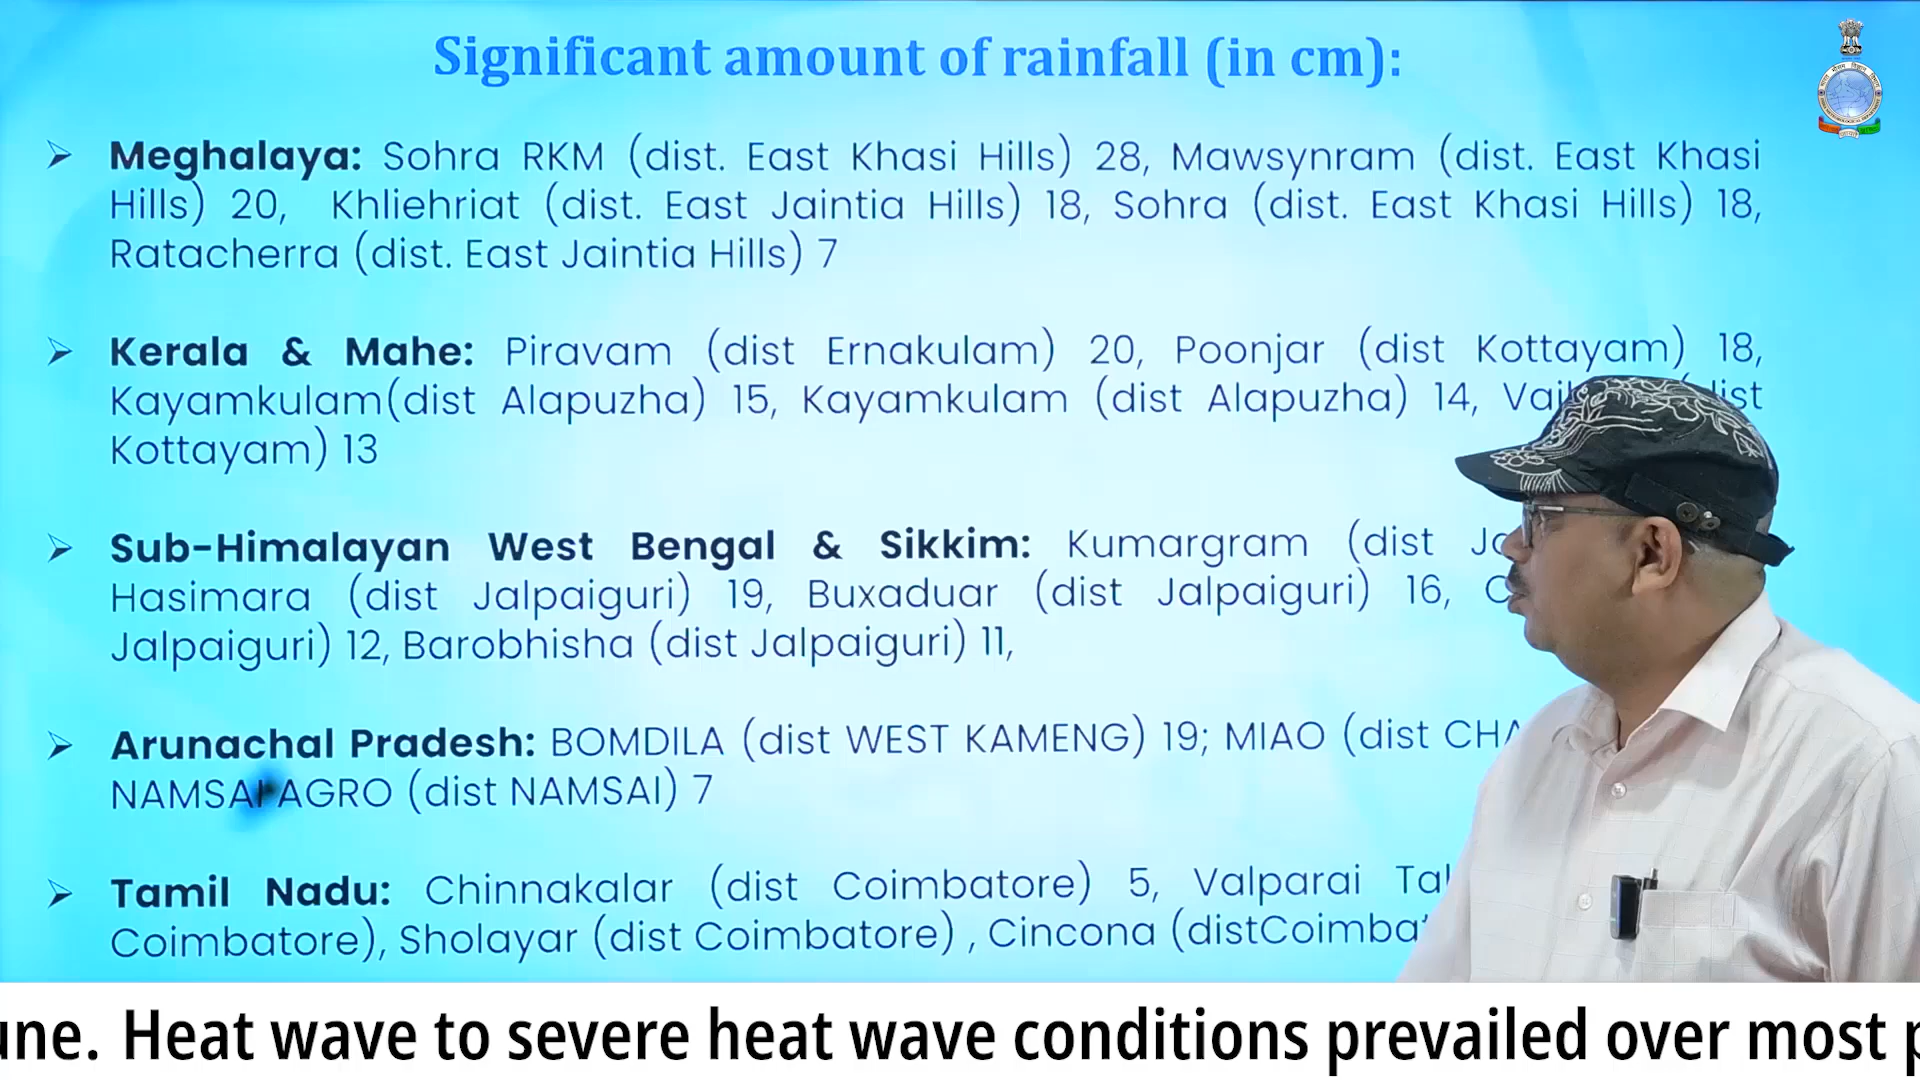 Significant amount of rainfall (in cm):
Meghalaya: Sohra RKM (dist. East Khasi Hills) 28, Mawsynram (dist. East Khasi
Hills) 20, Khliehriat (dist. East Jaintia Hills) 18, Sohra (dist. East Khasi Hills) 18,
Ratacherra (dist. East Jaintia Hills) 7
Kerala & Mahe: Piravam (dist Ernakulam) 20, Poonjar (dist Kottayam) 18,
Kayamkulam(dist Alapuzha) 15, Kayamkulam (dist Alapuzha) 14,
Kottayam) 13
Sub-Himalayan West Bengal & Sikkim: Kumargram (dist
Hasimara (dist Jalpaiguri) 19, Buxaduar (dist Jalpaiguri) 16,
Jalpaiguri) 12, Barobhisha (dist Jalpaiguri) 11,
Arunachal Pradesh: BOMDILA (dist WEST KAMENG) 19; MIAO (dist
NAMSAI AGRO (dist NAMSAI) 7
Tamil Nadu: Chinnakalar (dist Coimbatore) 5, Valparai
Coimbatore), Sholayar (dist Coimbatore) , Cincona
Heat wave to severe heat wave conditions prevailed over most